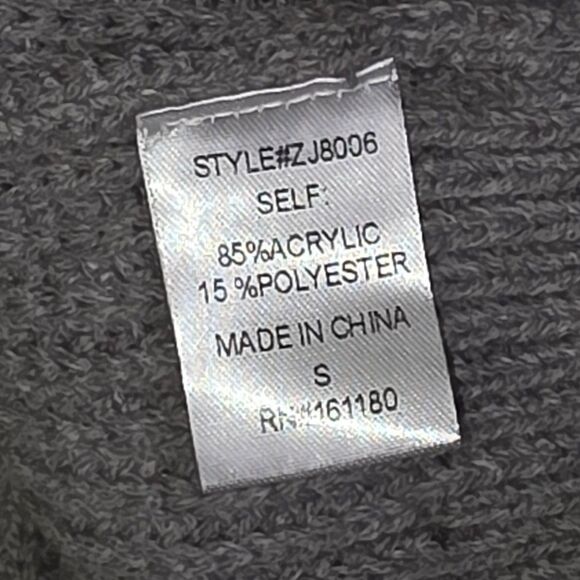 STYLE#ZJ8006
SELF:
85%ACRYLIC
15 %POLYESTER
MADE IN CHINA
S
RN#161180